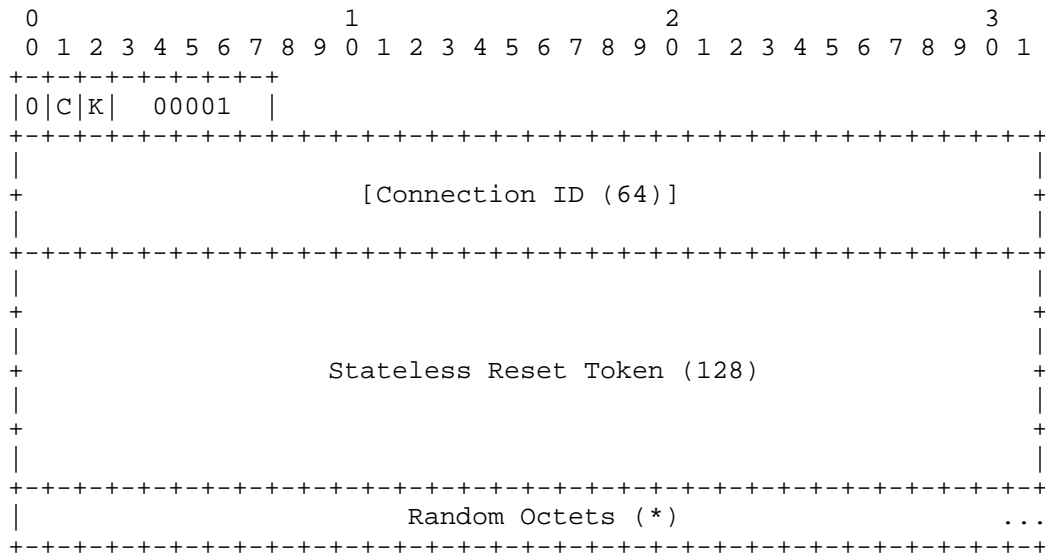 0                   1                   2                   3
 0 1 2 3 4 5 6 7 8 9 0 1 2 3 4 5 6 7 8 9 0 1 2 3 4 5 6 7 8 9 0 1
+-+-+-+-+-+-+-+-+
|0|C|K|  00001  |
+-+-+-+-+-+-+-+-+-+-+-+-+-+-+-+-+-+-+-+-+-+-+-+-+-+-+-+-+-+-+-+-+
|                                                               |
+                     [Connection ID (64)]                      +
|                                                               |
+-+-+-+-+-+-+-+-+-+-+-+-+-+-+-+-+-+-+-+-+-+-+-+-+-+-+-+-+-+-+-+-+
|                                                               |
+                                                               +
|                                                               |
+                   Stateless Reset Token (128)                 +
|                                                               |
+                                                               +
|                                                               |
+-+-+-+-+-+-+-+-+-+-+-+-+-+-+-+-+-+-+-+-+-+-+-+-+-+-+-+-+-+-+-+-+
|                        Random Octets (*)                    ...
+-+-+-+-+-+-+-+-+-+-+-+-+-+-+-+-+-+-+-+-+-+-+-+-+-+-+-+-+-+-+-+-+